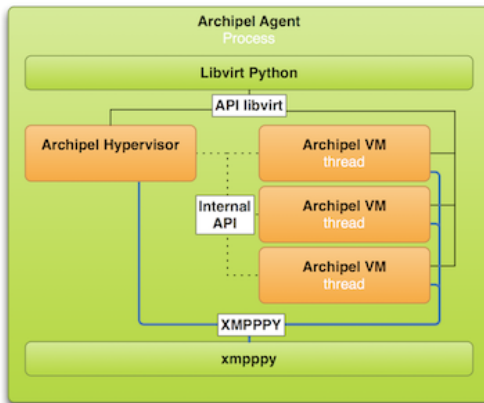 Archipel Agent
Process
Libvirt Python
API libvirt
Archipel Hypervisor
Archipel VM
thread
Internal
API
Archipel VM
thread
Archipel VM
thread
XMPPPY
xmpppy